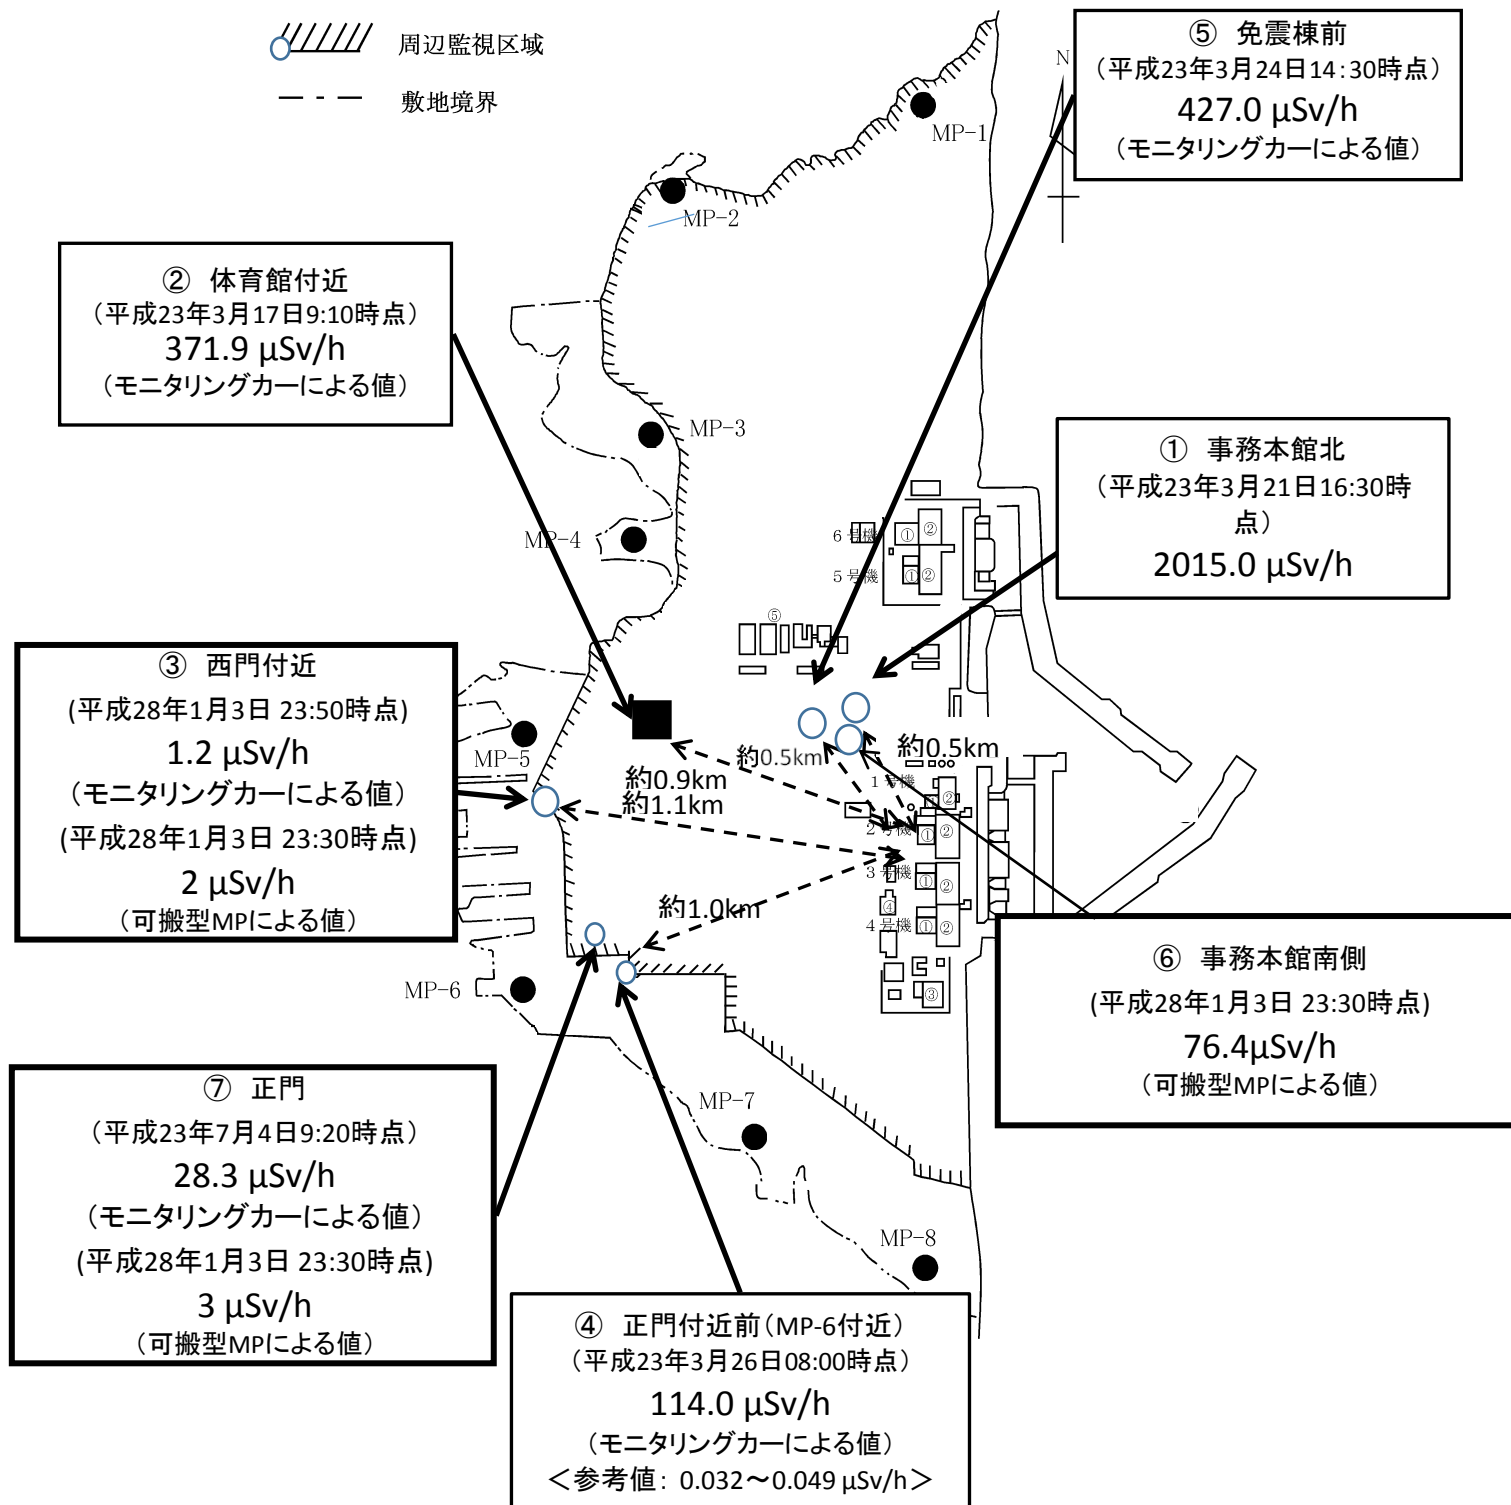 周辺監視区域
敷地境界
N
⑤ 免震棟前
（平成23年3月24日14:30時点）
427.0 μSv/h
（モニタリングカーによる値）
MP-1
MP-2
② 体育館付近
（平成23年3月17日9:10時点）
371.9 μSv/h
（モニタリングカーによる値）
MP-3
① 事務本館北
（平成23年3月21日16:30時
点）
2015.0 μSv/h
MP-4
6号機
① ②
5号機
① ②
⑤
③ 西門付近
(平成28年1月3日 23:50時点)
1.2 μSv/h
（モニタリングカーによる値）
(平成28年1月3日 23:30時点)
2 μSv/h
（可搬型MPによる値）
MP-5
約0.5km
約0.5km
約0.9km
約1.1km
1号機
① ②
2号機
① ②
3号機
① ②
約1.0km
④
4号機
① ②
③
MP-6
⑥ 事務本館南側
(平成28年1月3日 23:30時点)
76.4μSv/h
（可搬型MPによる値）
⑦ 正門
（平成23年7月4日9:20時点）
28.3 μSv/h
（モニタリングカーによる値）
(平成28年1月3日 23:30時点)
3 μSv/h
（可搬型MPによる値）
MP-7
MP-8
④ 正門付近前（MP-6付近）
（平成23年3月26日08:00時点）
114.0 μSv/h
（モニタリングカーによる値）
＜参考値: 0.032～0.049 μSv/h＞